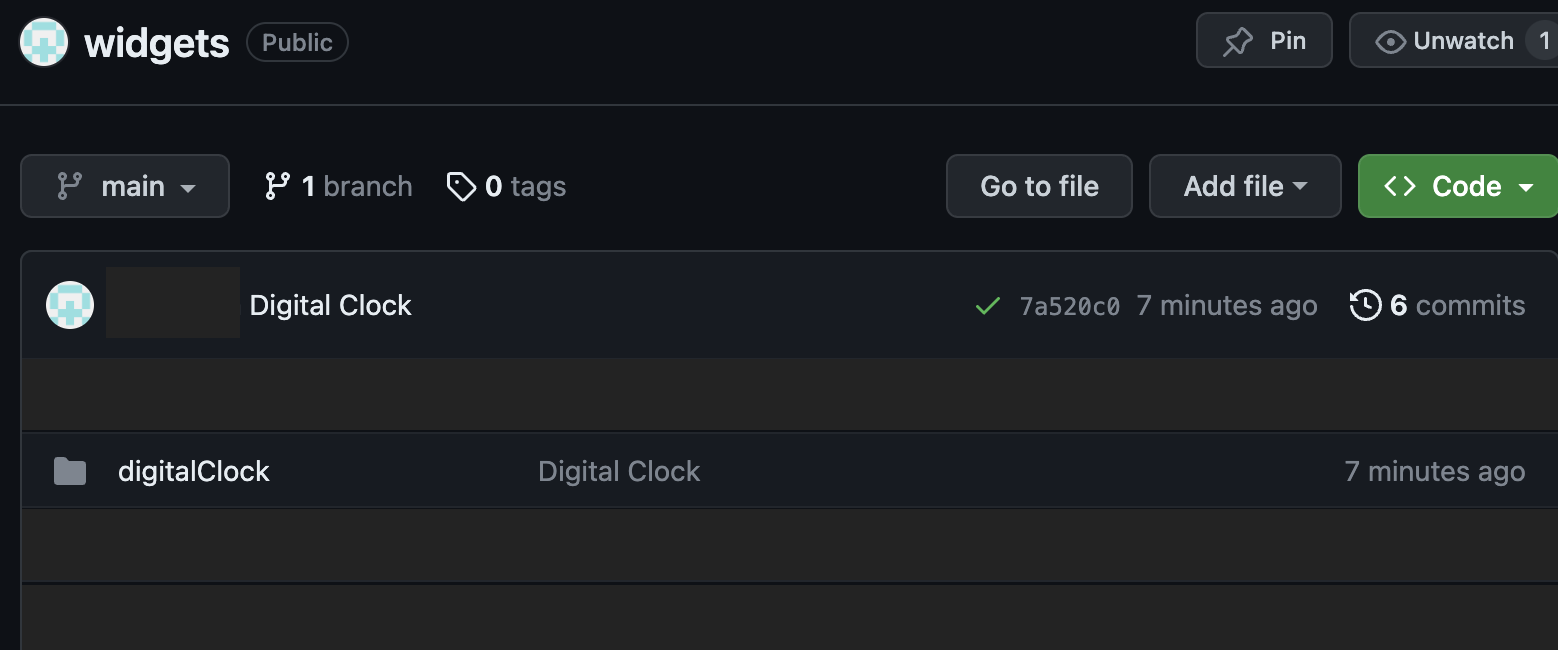 widgets Public Pin Unwatch 1
main 1 branch 0 tags Go to file Add file Code
Digital Clock 7a520c0 7 minutes ago 6 commits
digitalClock Digital Clock 7 minutes ago